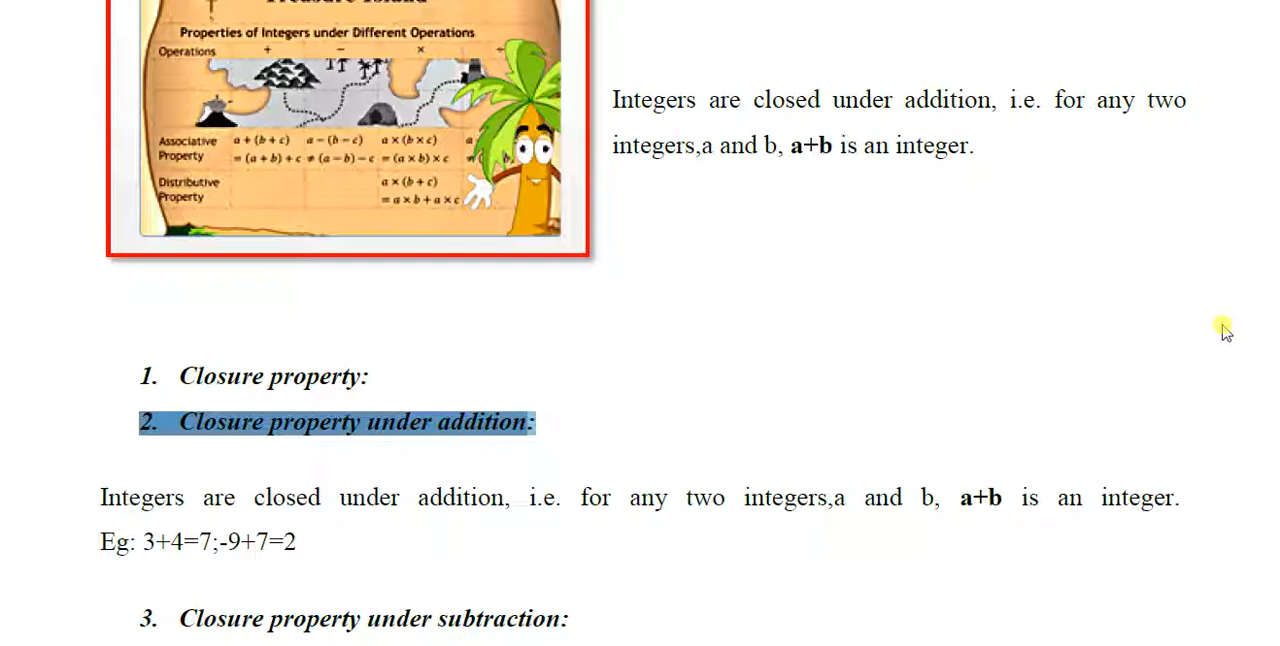 Treasure Island
Properties of Integers under Different Operations
Operations + − × ÷
Associative a + (b + c) a − (b − c) a × (b × c) a
Property = (a + b) + c ≠ (a − b) − c = (a × b) × c ≠ ( b,
Distributive a × (b + c)
Property = a × b + a × c
Integers are closed under addition, i.e. for any two
integers,a and b, a+b is an integer.
1. Closure property:
2. Closure property under addition:
Integers are closed under addition, i.e. for any two integers,a and b, a+b is an integer.
Eg: 3+4=7;-9+7=2
3. Closure property under subtraction: